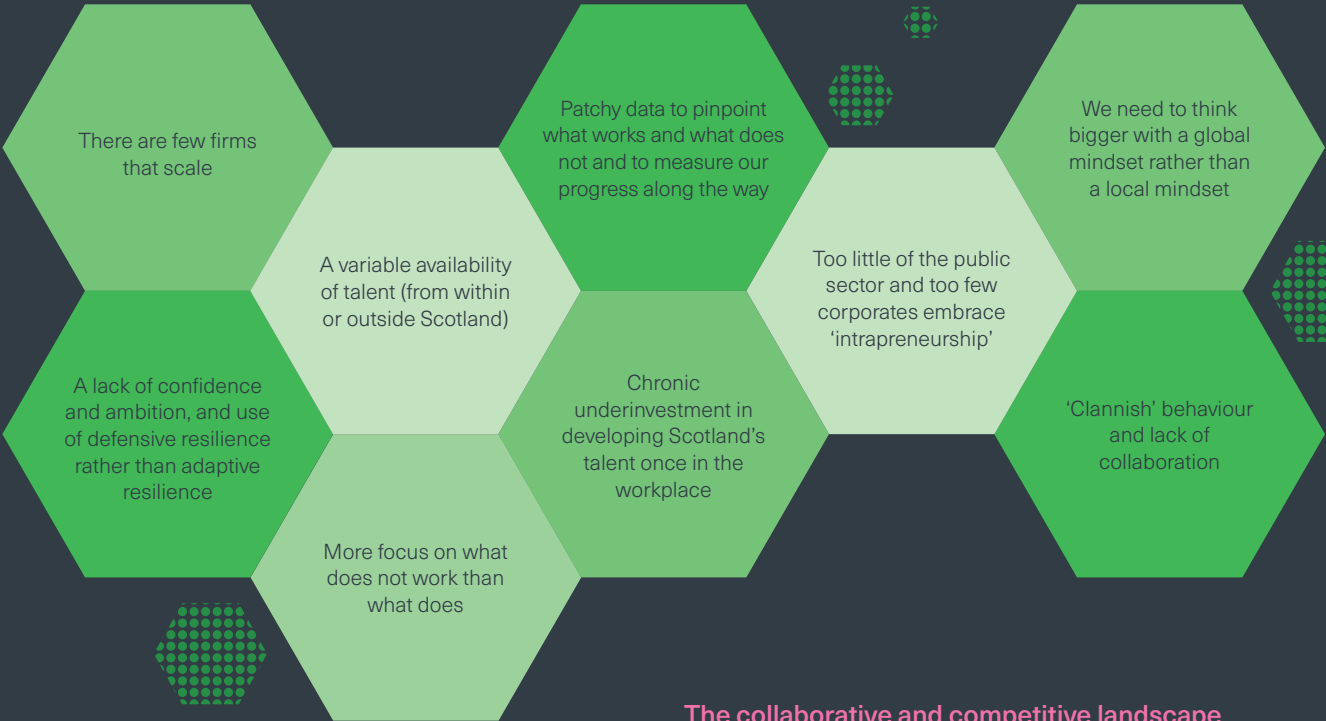 There are few firms
that scale
A lack of confidence
and ambition, and use
of defensive resilience
rather than adaptive
resilience
A variable availability
of talent (from within
or outside Scotland)
More focus on what
does not work than
what does
Patchy data to pinpoint
what works and what does
not and to measure our
progress along the way
Chronic
underinvestment in
developing Scotland’s
talent once in the
workplace
Too little of the public
sector and too few
corporates embrace
‘intrapreneurship’
We need to think
bigger with a global
mindset rather than
a local mindset
‘Clannish’ behaviour
and lack of
collaboration
The collaborative and competitive landscape